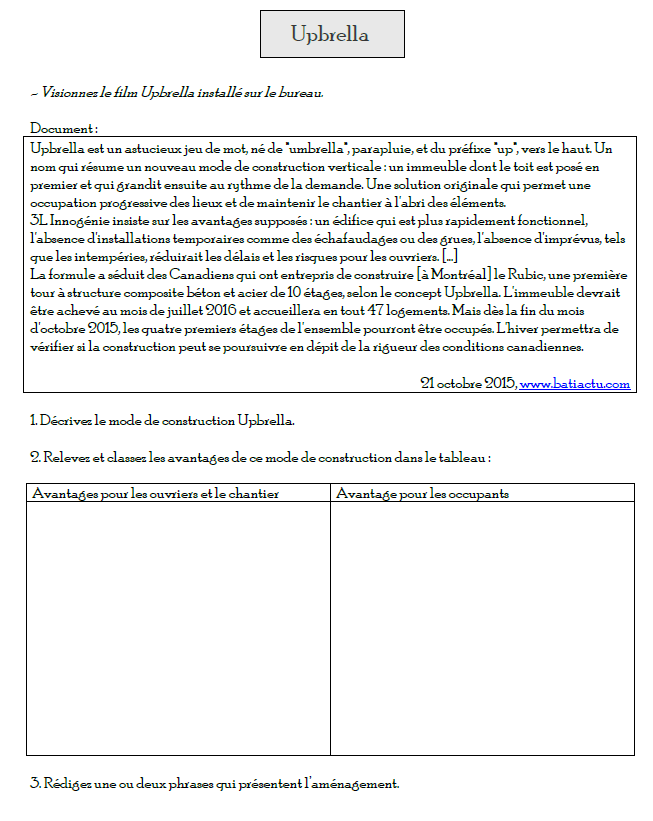 Upbrella
~ Visionnez le film Upbrella installé sur le bureau.
Document :
Upbrella est un astucieux jeu de mot, né de "umbrella", parapluie, et du préfixe "up", vers le haut. Un
nom qui résume un nouveau mode de construction verticale : un immeuble dont le toit est posé en
premier et qui grandit ensuite au rythme de la demande. Une solution originale qui permet une
occupation progressive des lieux et de maintenir le chantier à l'abri des éléments.
3L Innogénie insiste sur les avantages supposés : un édifice qui est plus rapidement fonctionnel,
l'absence d'installations temporaires comme des échafaudages ou des grues, l'absence d'imprévus, tels
que les intempéries, réduirait les délais et les risques pour les ouvriers. [...]
La formule a séduit des Canadiens qui ont entrepris de construire [à Montréal] le Rubic, une première
tour à structure composite béton et acier de 10 étages, selon le concept Upbrella. L'immeuble devrait
être achevé au mois de juillet 2016 et accueillera en tout 47 logements. Mais dès la fin du mois
d'octobre 2015, les quatre premiers étages de l'ensemble pourront être occupés. L'hiver permettra de
vérifier si la construction peut se poursuivre en dépit de la rigueur des conditions canadiennes.
21 octobre 2015, www.batiactu.com
1. Décrivez le mode de construction Upbrella.
2. Relevez et classez les avantages de ce mode de construction dans le tableau :
Avantages pour les ouvriers et le chantier
Avantage pour les occupants
3. Rédigez une ou deux phrases qui présentent l'aménagement.